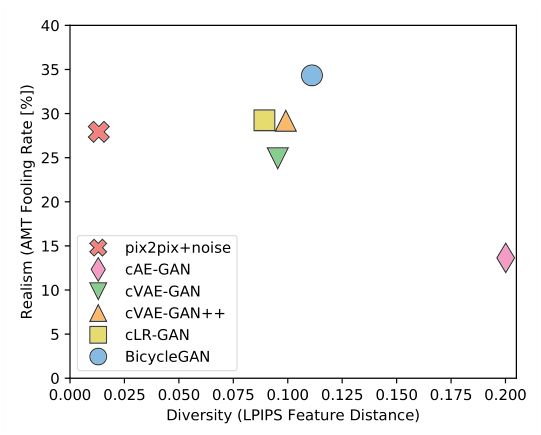 40
35
30
25
20
15
10
5
0
Realism (AMT Fooling Rate [%])
pix2pix+noise
cAE-GAN
cVAE-GAN
cVAE-GAN++
cLR-GAN
BicycleGAN
0.000 0.025 0.050 0.075 0.100 0.125 0.150 0.175 0.200
Diversity (LPIPS Feature Distance)